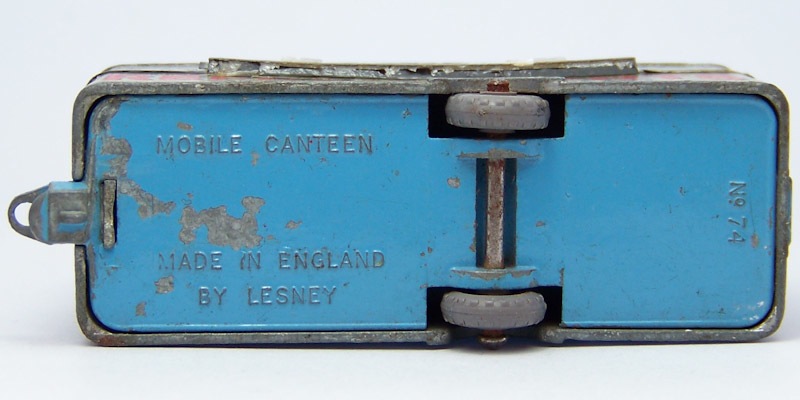 MOBILE CANTEEN
MADE IN ENGLAND
BY LESNEY
Nº 74